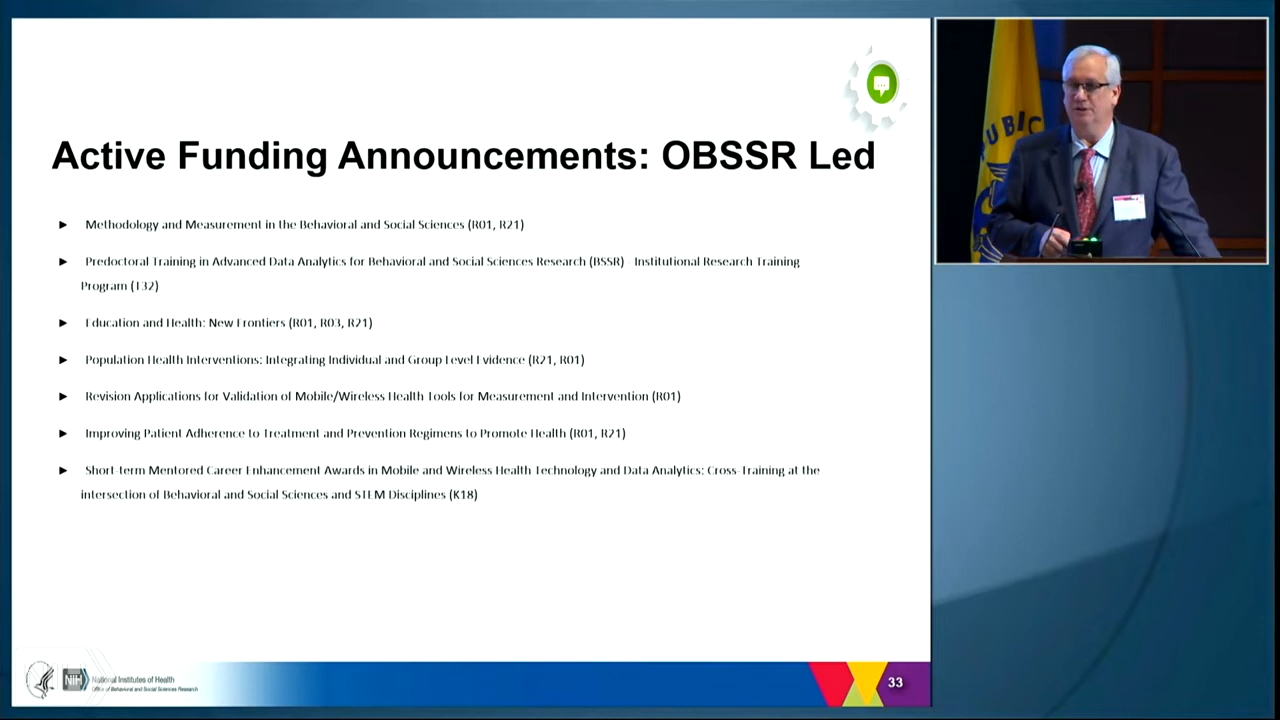 Active Funding Announcements: OBSSR Led
► Methodology and Measurement in the Behavioral and Social Sciences (R01, R21)
► Predoctoral Training in Advanced Data Analytics for Behavioral and Social Sciences Research (BSSR) Institutional Research Training
Program (T32)
► Education and Health: New Frontiers (R01, R03, R21)
► Population Health Interventions: Integrating Individual and Group Level Evidence (R21, R01)
► Revision Applications for Validation of Mobile/Wireless Health Tools for Measurement and Intervention (R01)
► Improving Patient Adherence to Treatment and Prevention Regimens to Promote Health (R01, R21)
► Short-term Mentored Career Enhancement Awards in Mobile and Wireless Health Technology and Data Analytics: Cross-Training at the
intersection of Behavioral and Social Sciences and STEM Disciplines (K18)
NIH National Institutes of Health
Office of Behavioral and Social Sciences Research
33